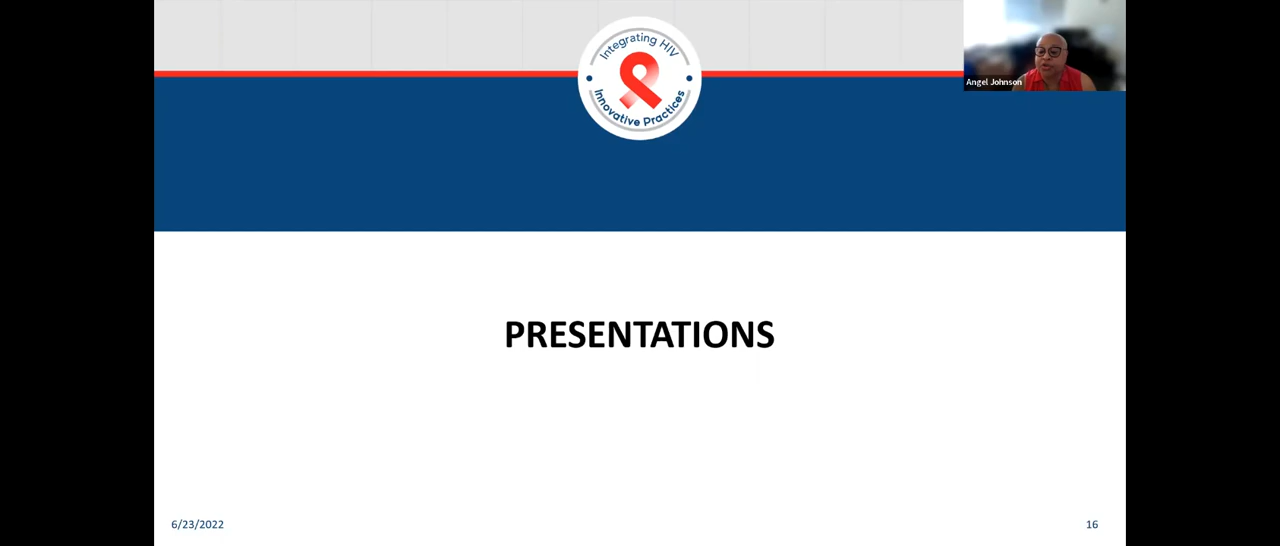 Integrating HIV
Innovative Practices
Angel Johnson
PRESENTATIONS
6/23/2022
16